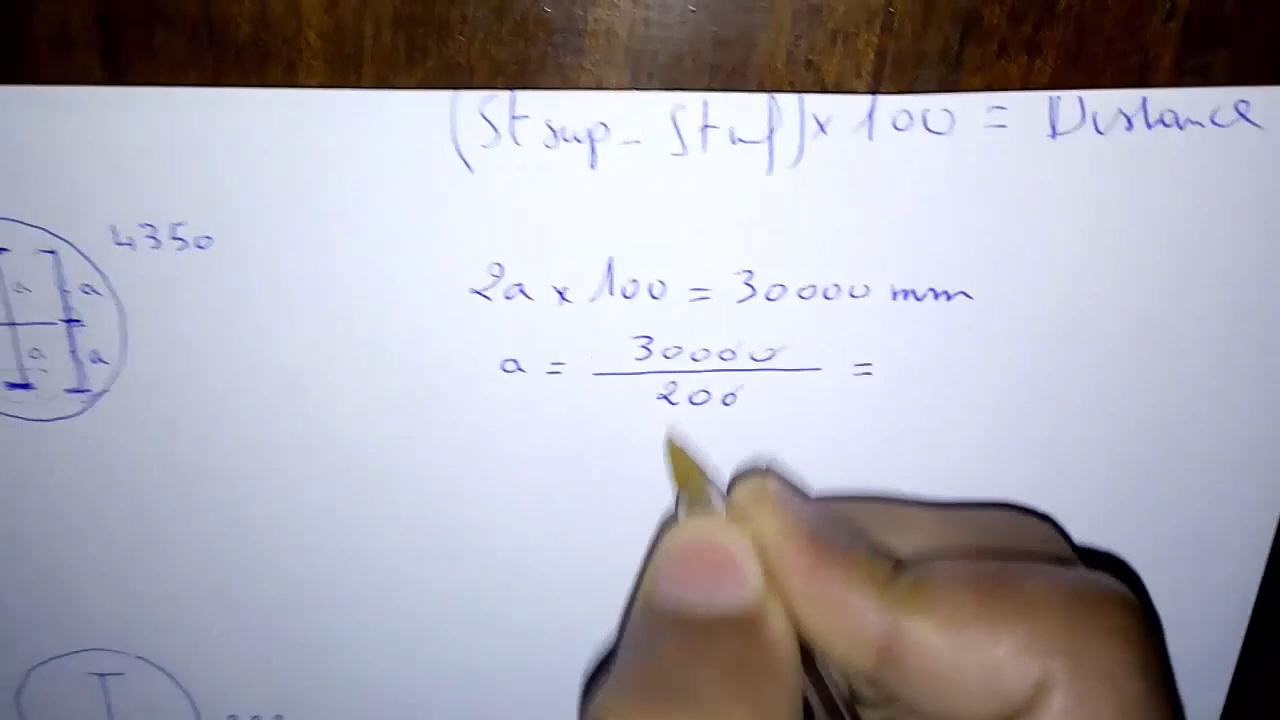 (St sup - St inf) x 100 = Distance
4350
a a
2a x 100 = 30000 mm
a a
a = 30000 / 200 =